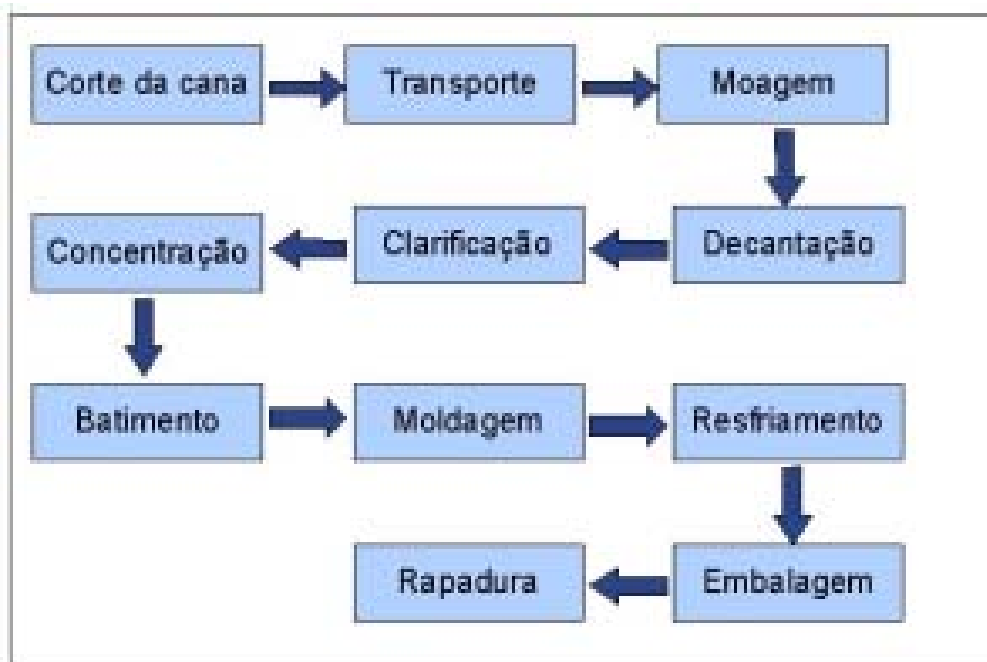 Corte da cana
Transporte
Moagem
Decantação
Clarificação
Concentração
Batimento
Moldagem
Resfriamento
Embalagem
Rapadura